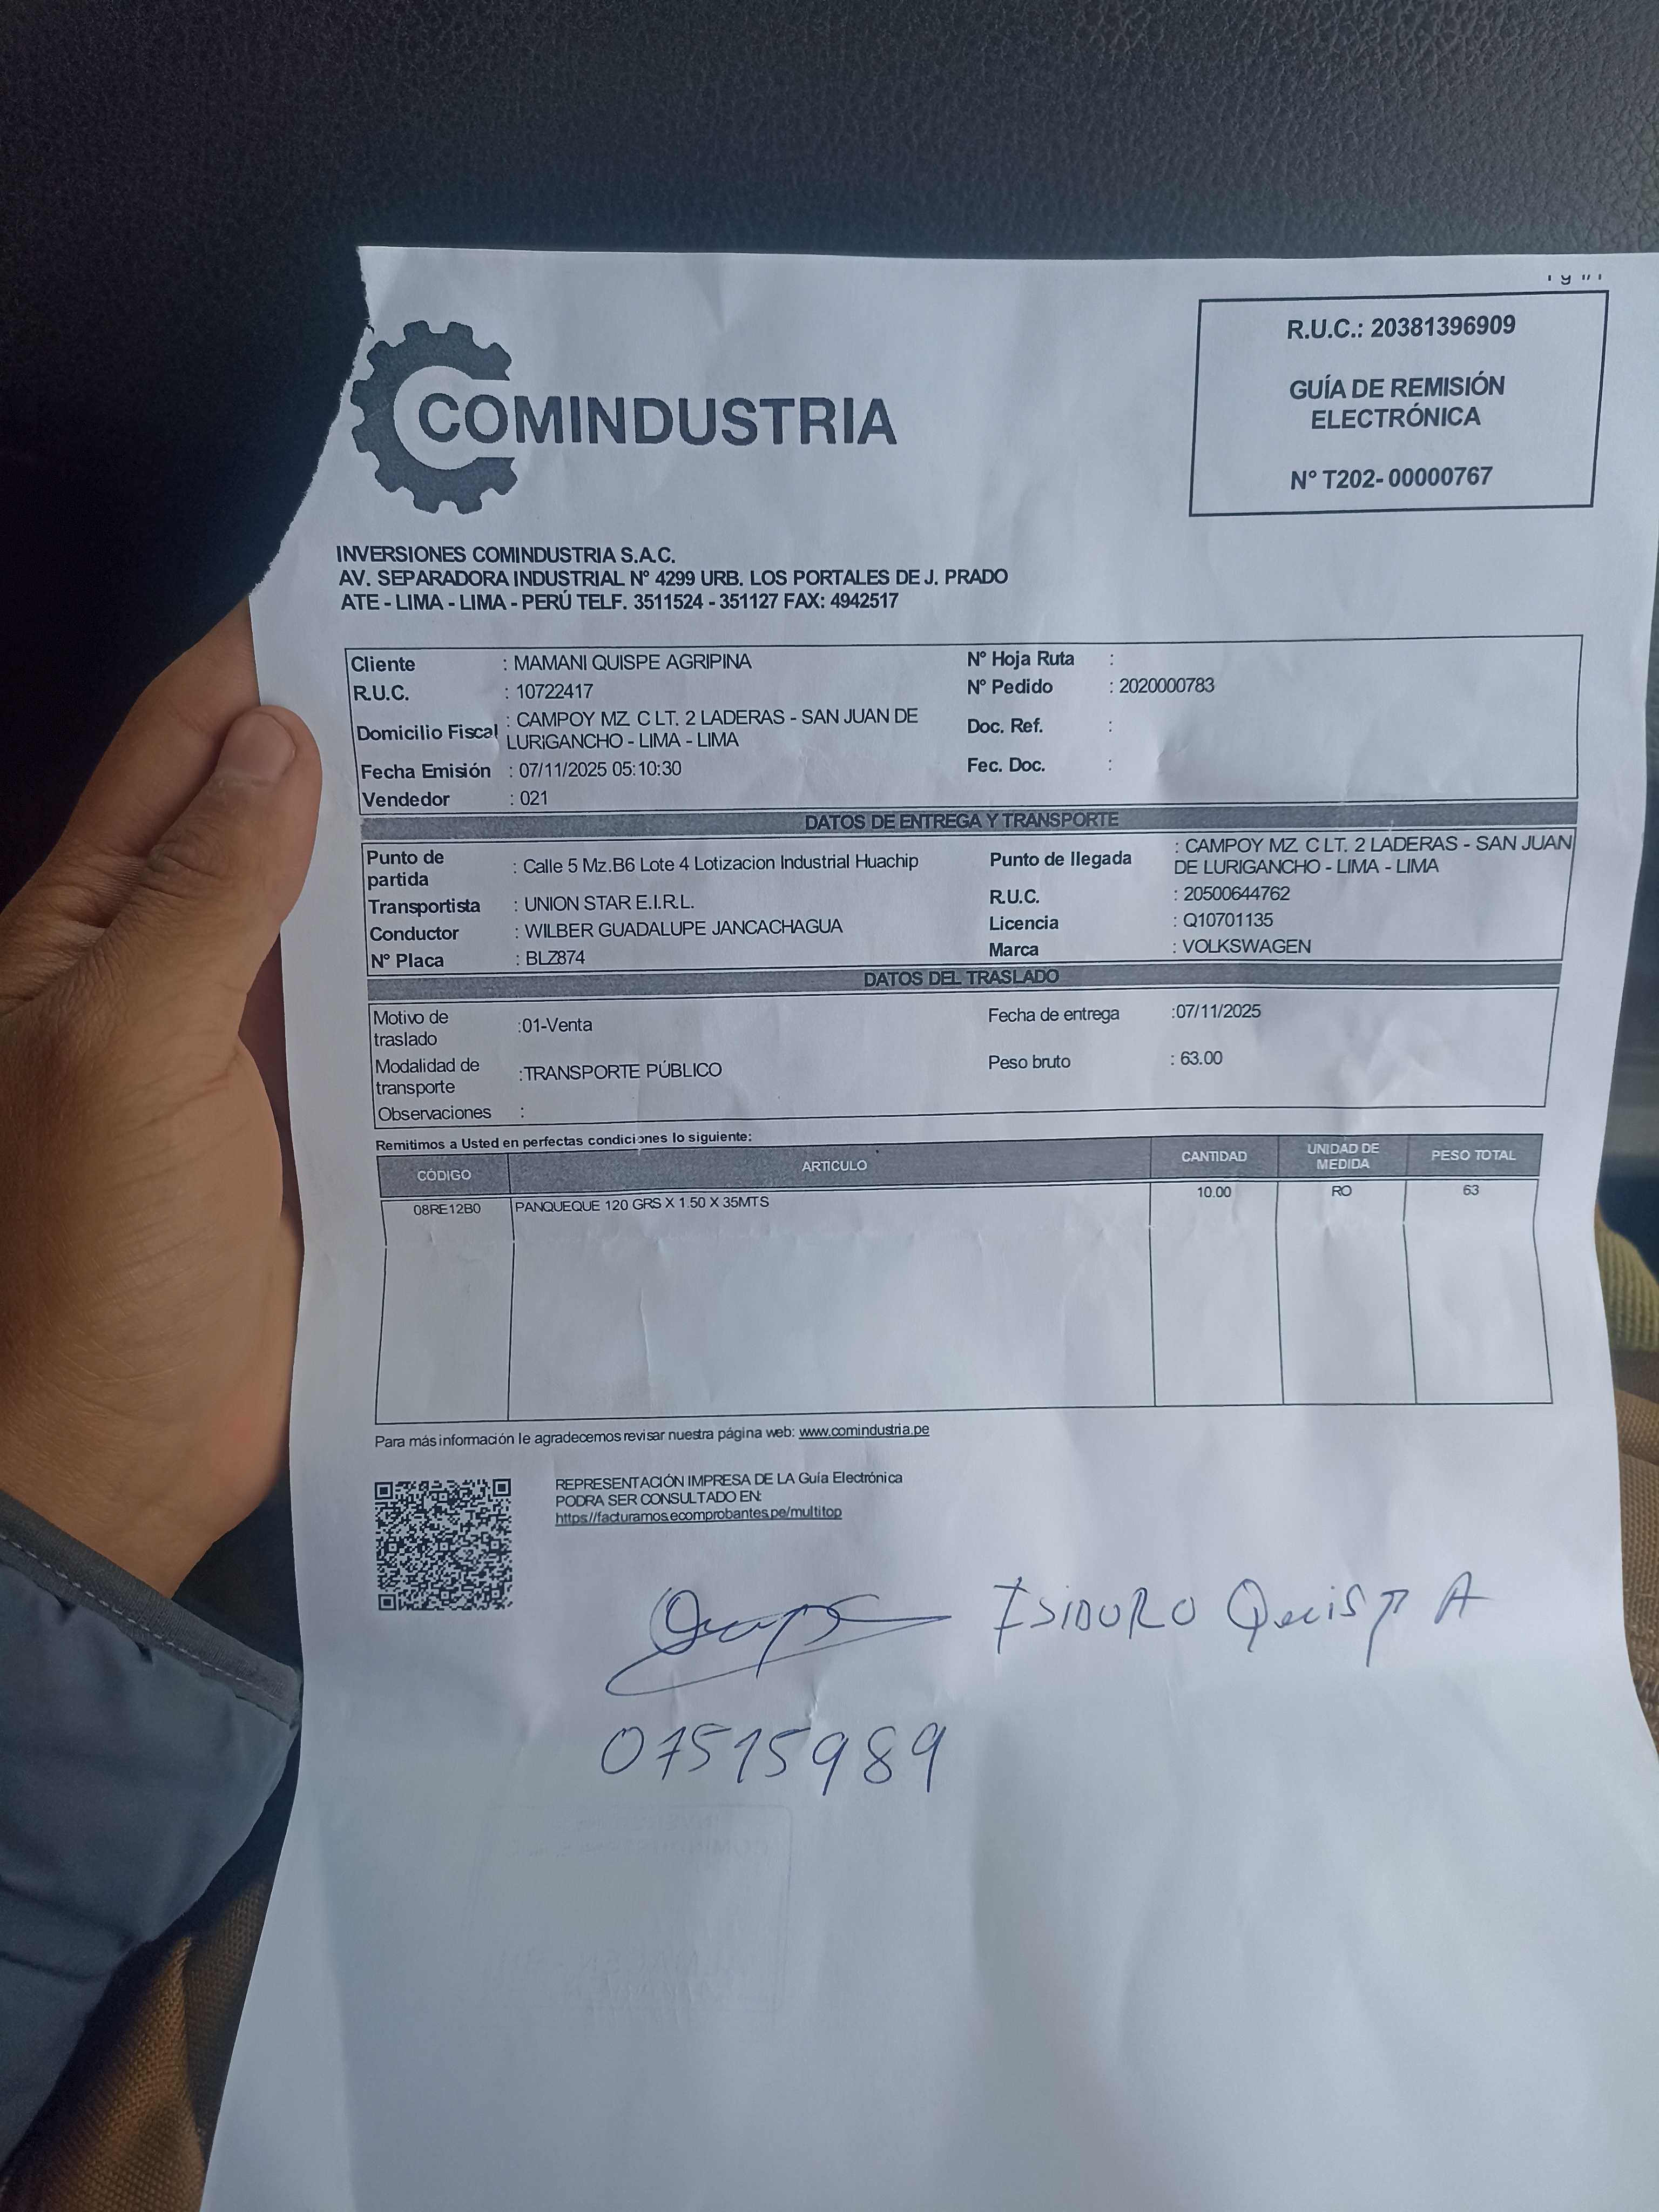 R.U.C.: 20381396909
GUÍA DE REMISIÓN
ELECTRÓNICA
N° T202- 00000767
COMINDUSTRIA
INVERSIONES COMINDUSTRIA S.A.C.
AV. SEPARADORA INDUSTRIAL N° 4299 URB. LOS PORTALES DE J. PRADO
ATE - LIMA - LIMA - PERÚ TELF. 3511524 - 351127 FAX: 4942517
Cliente : MAMANI QUISPE AGRIPINA N° Hoja Ruta :
R.U.C. : 10722417 N° Pedido : 2020000783
Domicilio Fiscal : CAMPOY MZ. C LT. 2 LADERAS - SAN JUAN DE LURIGANCHO - LIMA - LIMA Doc. Ref. :
Fecha Emisión : 07/11/2025 05:10:30 Fec. Doc. :
Vendedor : 021
DATOS DE ENTREGA Y TRANSPORTE
Punto de partida : Calle 5 Mz.B6 Lote 4 Lotizacion Industrial Huachip Punto de llegada : CAMPOY MZ. C LT. 2 LADERAS - SAN JUAN DE LURIGANCHO - LIMA - LIMA
Transportista : UNION STAR E.I.R.L. R.U.C. : 20500644762
Conductor : WILBER GUADALUPE JANCACHAGUA Licencia : Q10701135
N° Placa : BLZ874 Marca : VOLKSWAGEN
DATOS DEL TRASLADO
Motivo de traslado :01-Venta Fecha de entrega :07/11/2025
Modalidad de transporte :TRANSPORTE PÚBLICO Peso bruto : 63.00
Observaciones :
Remitimos a Usted en perfectas condiciones lo siguiente:
CÓDIGO ARTICULO CANTIDAD UNIDAD DE MEDIDA PESO TOTAL
08RE12B0 PANQUEQUE 120 GRS X 1.50 X 35MTS 10.00 RO 63
Para más información le agradecemos revisar nuestra página web: www.comindustria.pe
REPRESENTACIÓN IMPRESA DE LA Guía Electrónica
PODRA SER CONSULTADO EN:
https://facturamos.ecomprobantes.pe/multitop
ISIDURO Quisp A
07515989